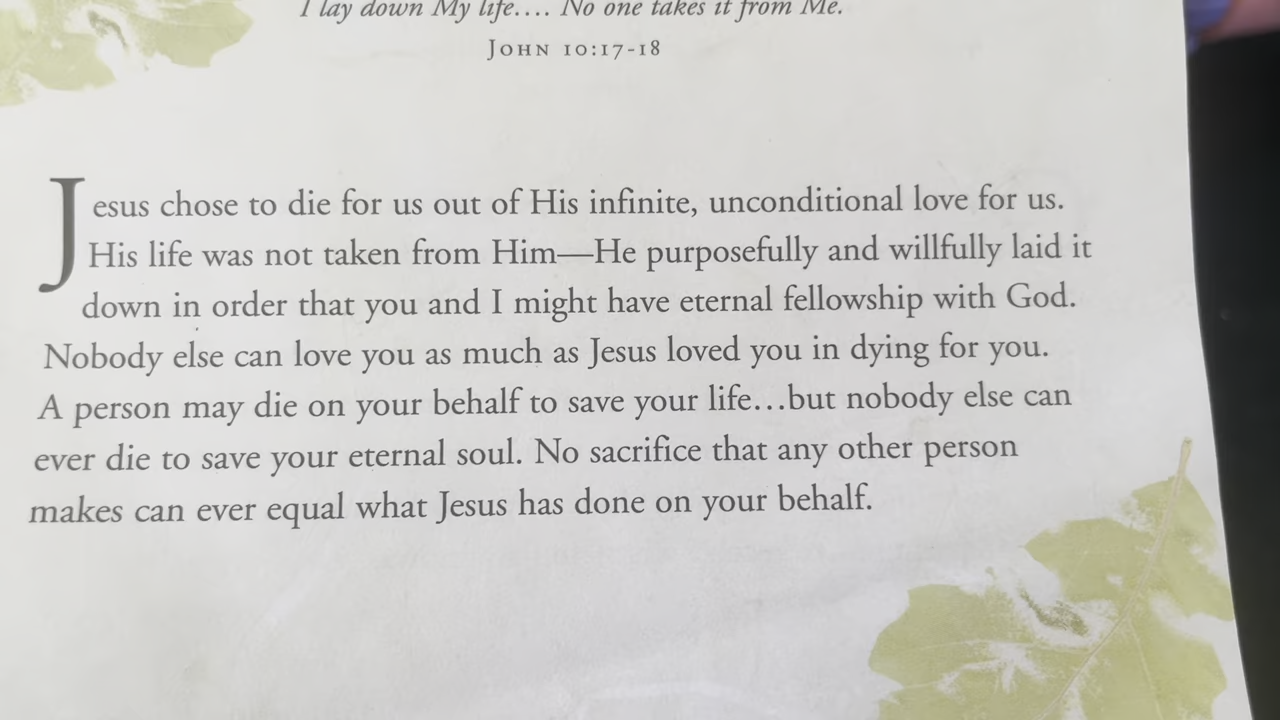 I lay down My life.... No one takes it from Me.
John 10:17-18
Jesus chose to die for us out of His infinite, unconditional love for us.
His life was not taken from Him—He purposefully and willfully laid it
down in order that you and I might have eternal fellowship with God.
Nobody else can love you as much as Jesus loved you in dying for you.
A person may die on your behalf to save your life…but nobody else can
ever die to save your eternal soul. No sacrifice that any other person
makes can ever equal what Jesus has done on your behalf.